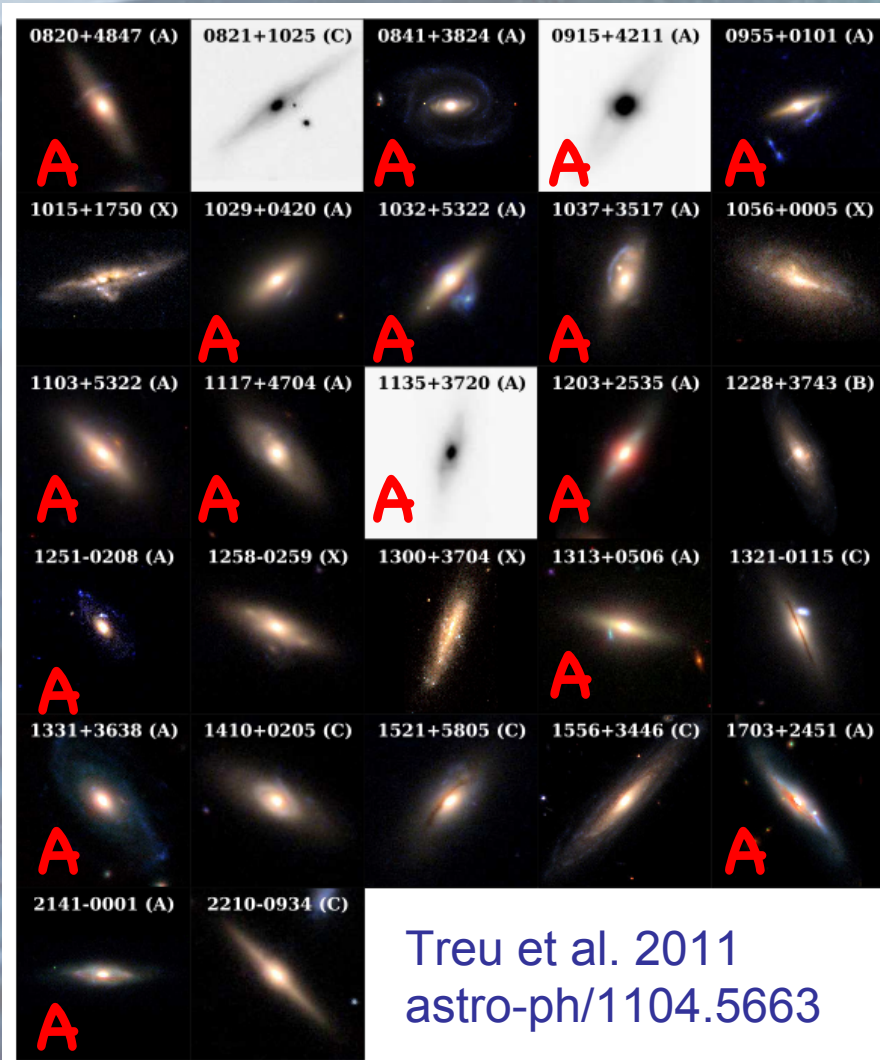 0820+4847 (A) 0821+1025 (C) 0841+3824 (A) 0915+4211 (A) 0955+0101 (A)
A A A A
1015+1750 (X) 1029+0420 (A) 1032+5322 (A) 1037+3517 (A) 1056+0005 (X)
A A A
1103+5322 (A) 1117+4704 (A) 1135+3720 (A) 1203+2535 (A) 1228+3743 (B)
A A A A
1251-0208 (A) 1258-0259 (X) 1300+3704 (X) 1313+0506 (A) 1321-0115 (C)
A A
1331+3638 (A) 1410+0205 (C) 1521+5805 (C) 1556+3446 (C) 1703+2451 (A)
A A
2141-0001 (A) 2210-0934 (C)
A
Treu et al. 2011
astro-ph/1104.5663